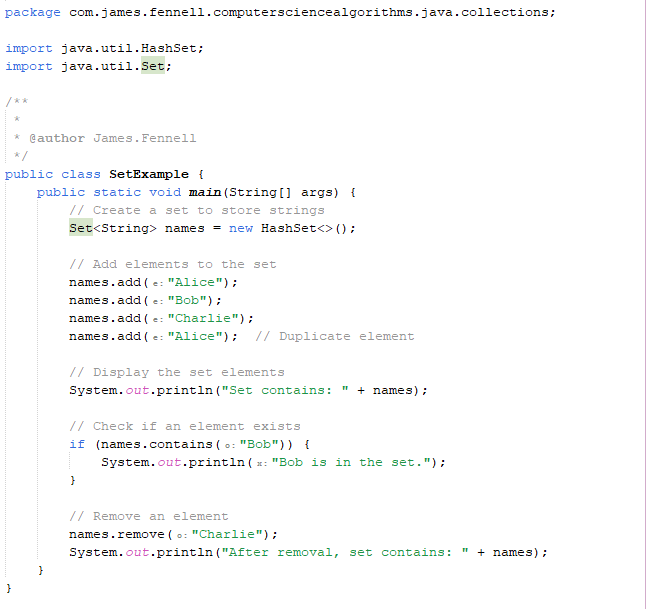 package com.james.fennell.computersciencealgorithms.java.collections;
import java.util.HashSet;
import java.util.Set;
/**
 *
 * @author James.Fennell
 */
public class SetExample {
    public static void main(String[] args) {
        // Create a set to store strings
        Set<String> names = new HashSet<>();
        // Add elements to the set
        names.add( e: "Alice");
        names.add( e: "Bob");
        names.add( e: "Charlie");
        names.add( e: "Alice");  // Duplicate element
        // Display the set elements
        System.out.println("Set contains: " + names);
        // Check if an element exists
        if (names.contains( o: "Bob")) {
            System.out.println( x: "Bob is in the set.");
        }
        // Remove an element
        names.remove( o: "Charlie");
        System.out.println("After removal, set contains: " + names);
    }
}